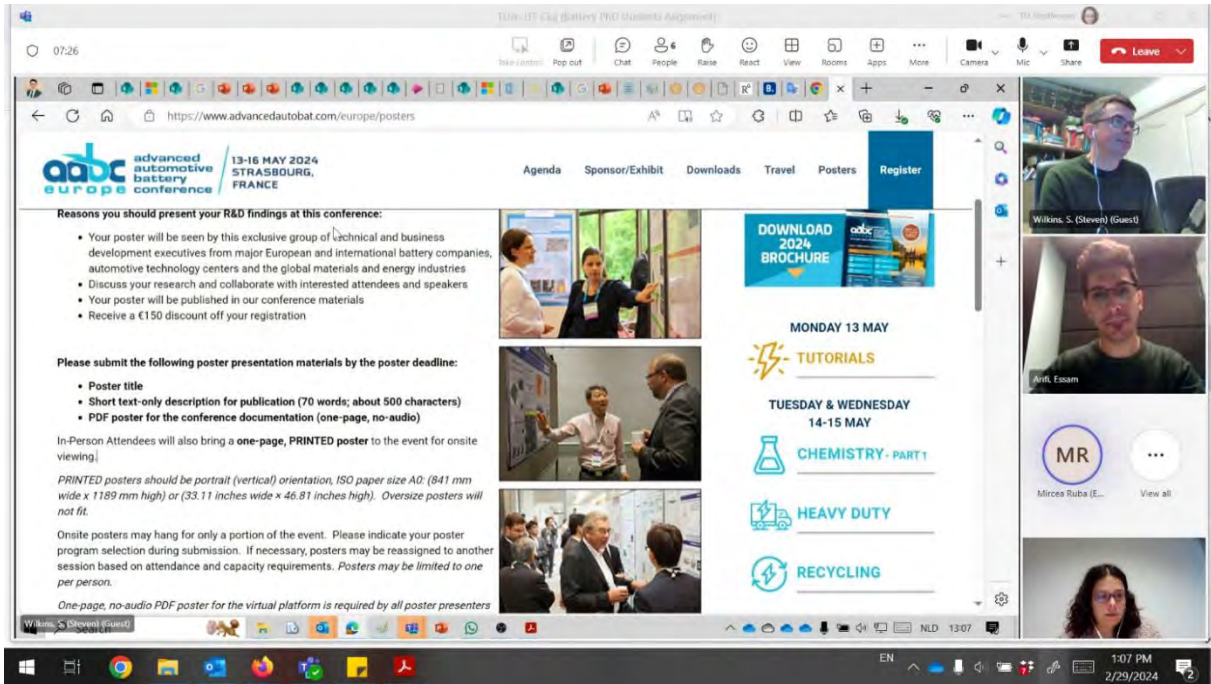 TU/e-UT Cluj (Battery PhD Students Alignment)
07:26
Take control
Pop out
Chat
People
6
Raise
React
View
Rooms
Apps
More
Camera
Mic
Share
Leave
https://www.advancedautobat.com/europe/posters
aabc
europe
advanced
automotive
battery
conference
13-16 MAY 2024
STRASBOURG,
FRANCE
Agenda
Sponsor/Exhibit
Downloads
Travel
Posters
Register
Reasons you should present your R&D findings at this conference:
• Your poster will be seen by this exclusive group of technical and business
development executives from major European and international battery companies,
automotive technology centers and the global materials and energy industries
• Discuss your research and collaborate with interested attendees and speakers
• Your poster will be published in our conference materials
• Receive a €150 discount off your registration
Please submit the following poster presentation materials by the poster deadline:
• Poster title
• Short text-only description for publication (70 words; about 500 characters)
• PDF poster for the conference documentation (one-page, no-audio)
In-Person Attendees will also bring a one-page, PRINTED poster to the event for onsite
viewing.
PRINTED posters should be portrait (vertical) orientation, ISO paper size A0: (841 mm
wide x 1189 mm high) or (33.11 inches wide × 46.81 inches high). Oversize posters will
not fit.
Onsite posters may hang for only a portion of the event. Please indicate your poster
program selection during submission. If necessary, posters may be reassigned to another
session based on attendance and capacity requirements. Posters may be limited to one
per person.
One-page, no-audio PDF poster for the virtual platform is required by all poster presenters
DOWNLOAD
2024
BROCHURE
aabc
MONDAY 13 MAY
TUTORIALS
TUESDAY & WEDNESDAY
14-15 MAY
CHEMISTRY - PART 1
HEAVY DUTY
RECYCLING
Wilkins, S. (Steven) (Guest)
Arifi, Essam
MR
Mircea Ruba (E...
View all
Wilkins, S. (Steven) (Guest)
Search
NLD
13:07
EN
1:07 PM
2/29/2024
2